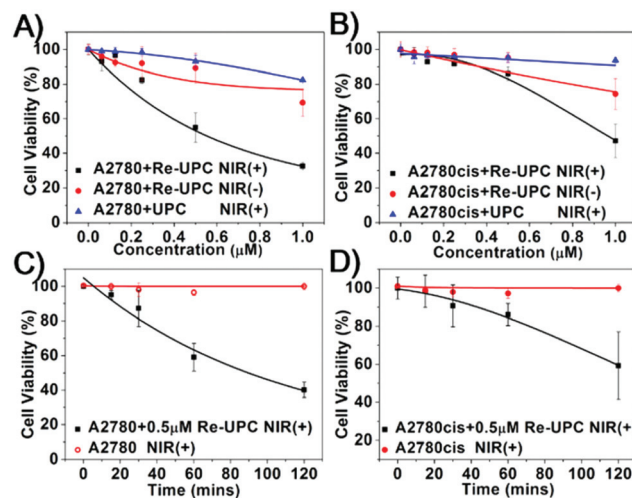 A)
Cell Viability (%)
100
80
60
40
20
0
A2780+Re-UPC NIR(+)
A2780+Re-UPC NIR(-)
A2780+UPC NIR(+)
0.0 0.2 0.4 0.6 0.8 1.0
Concentration (μM)
B)
Cell Viability (%)
100
80
60
40
20
0
A2780cis+Re-UPC NIR(+)
A2780cis+Re-UPC NIR(-)
A2780cis+UPC NIR(+)
0.0 0.2 0.4 0.6 0.8 1.0
Concentration (μM)
C)
Cell Viability (%)
100
80
60
40
20
A2780+0.5μM Re-UPC NIR(+)
A2780 NIR(+)
0 20 40 60 80 100 120
Time (mins)
D)
Cell Viability (%)
100
80
60
40
20
A2780cis+0.5μM Re-UPC NIR(+
A2780cis NIR(+)
0 20 40 60 80 100 120
Time (mins)